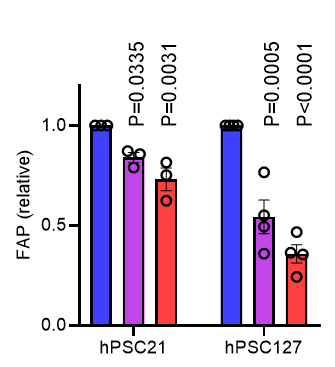 P=0.0335
P=0.0031
P=0.0005
P<0.0001
FAP (relative)
1.0
0.5
0.0
hPSC21
hPSC127